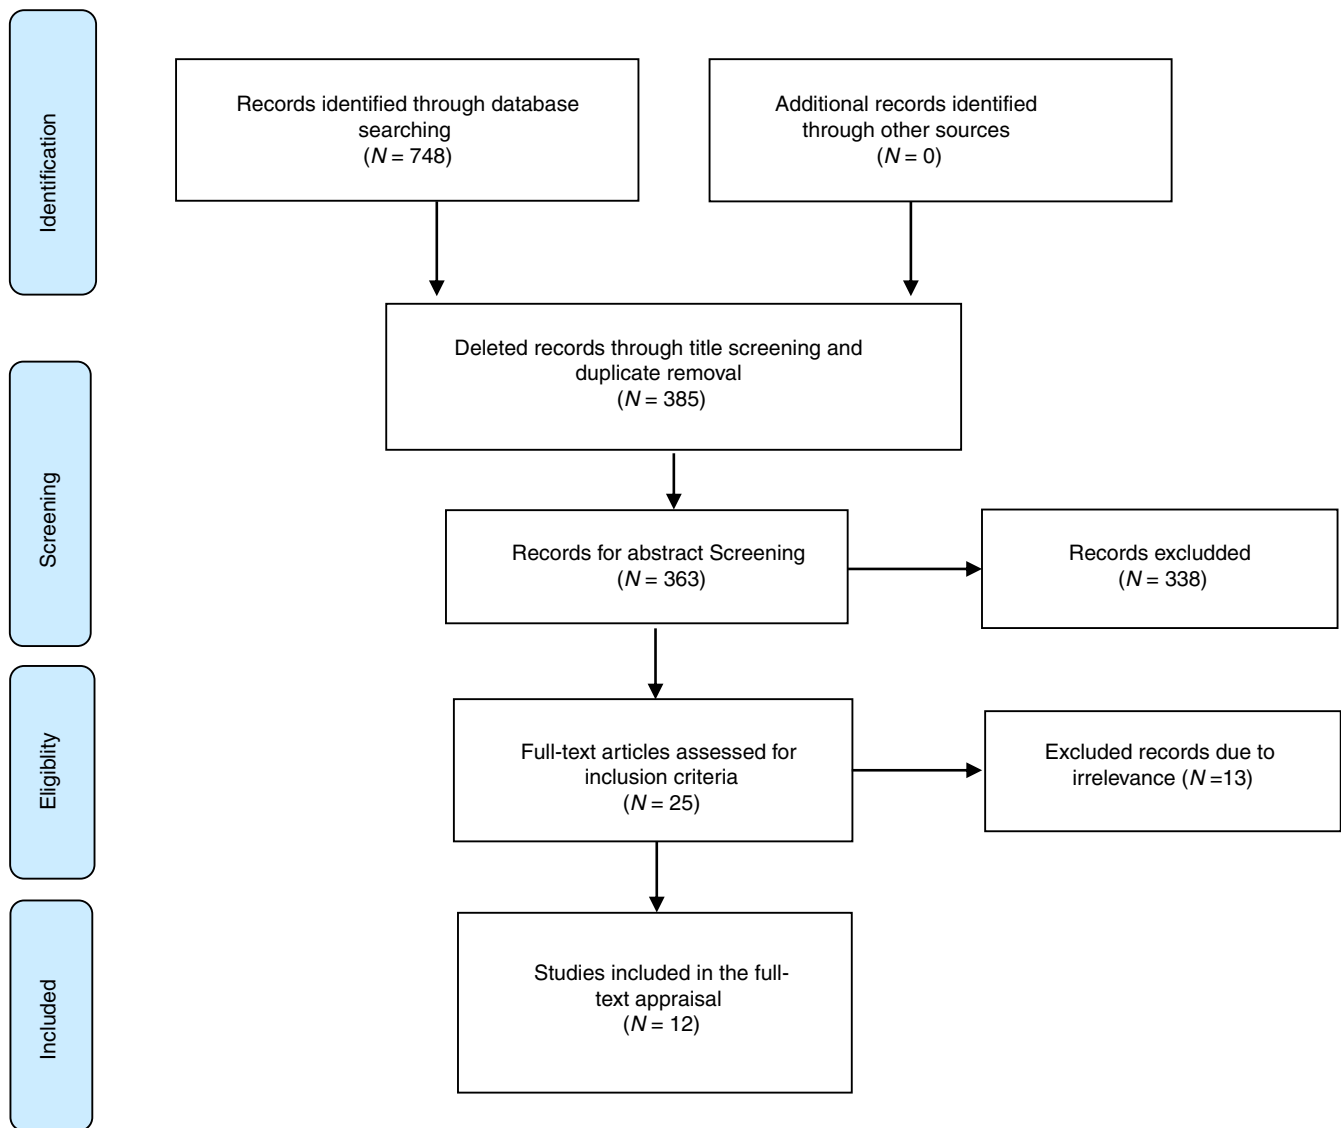 Identification
Records identified through database
searching
(N = 748)
Additional records identified
through other sources
(N = 0)
Screening
Deleted records through title screening and
duplicate removal
(N = 385)
Records for abstract Screening
(N = 363)
Records excludded
(N = 338)
Eligiblity
Full-text articles assessed for
inclusion criteria
(N = 25)
Excluded records due to
irrelevance (N =13)
Included
Studies included in the full-
text appraisal
(N = 12)